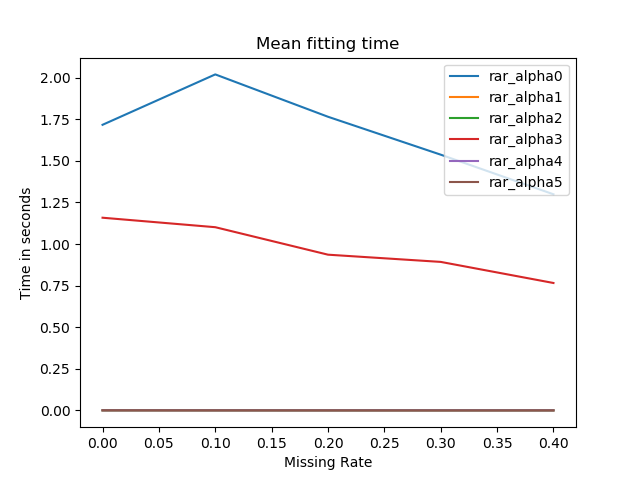 Mean fitting time
rar_alpha0
rar_alpha1
rar_alpha2
rar_alpha3
rar_alpha4
rar_alpha5
2.00
1.75
1.50
1.25
1.00
0.75
0.50
0.25
0.00
Time in seconds
0.00 0.05 0.10 0.15 0.20 0.25 0.30 0.35 0.40
Missing Rate